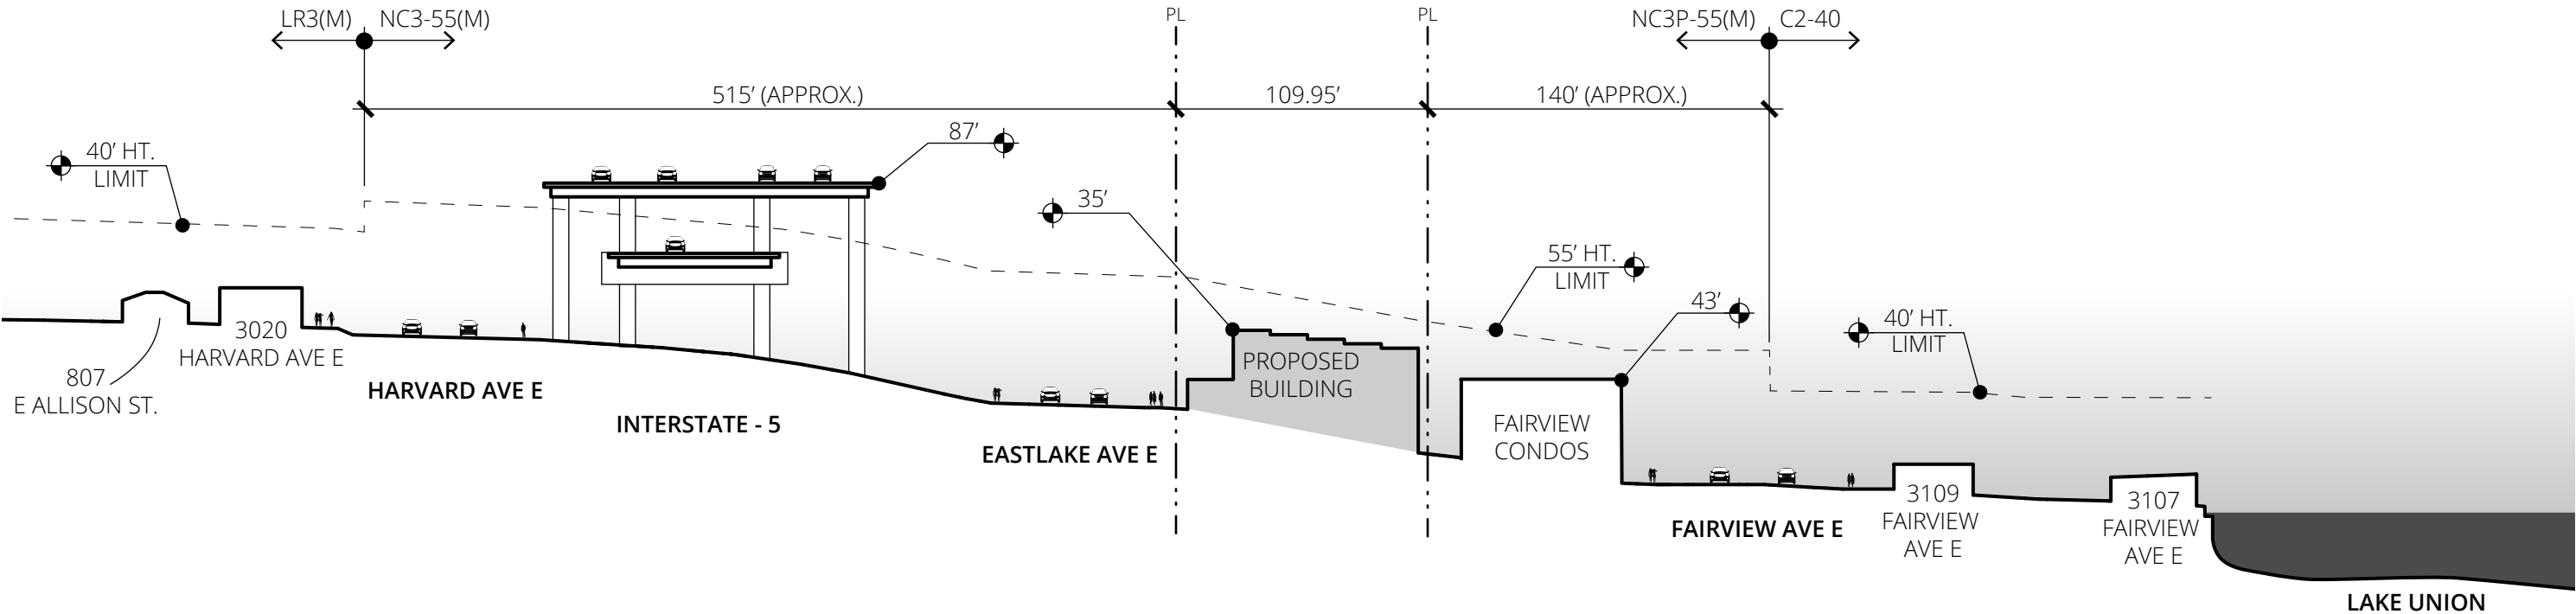 LR3(M) NC3-55(M)
PL
PL
NC3P-55(M) C2-40
515’ (APPROX.)
109.95’
140’ (APPROX.)
87’
40’ HT.
LIMIT
35’
55’ HT.
LIMIT
43’
40’ HT.
LIMIT
3020
HARVARD AVE E
807
E ALLISON ST.
HARVARD AVE E
INTERSTATE - 5
EASTLAKE AVE E
PROPOSED
BUILDING
FAIRVIEW
CONDOS
FAIRVIEW AVE E
3109
FAIRVIEW
AVE E
3107
FAIRVIEW
AVE E
LAKE UNION